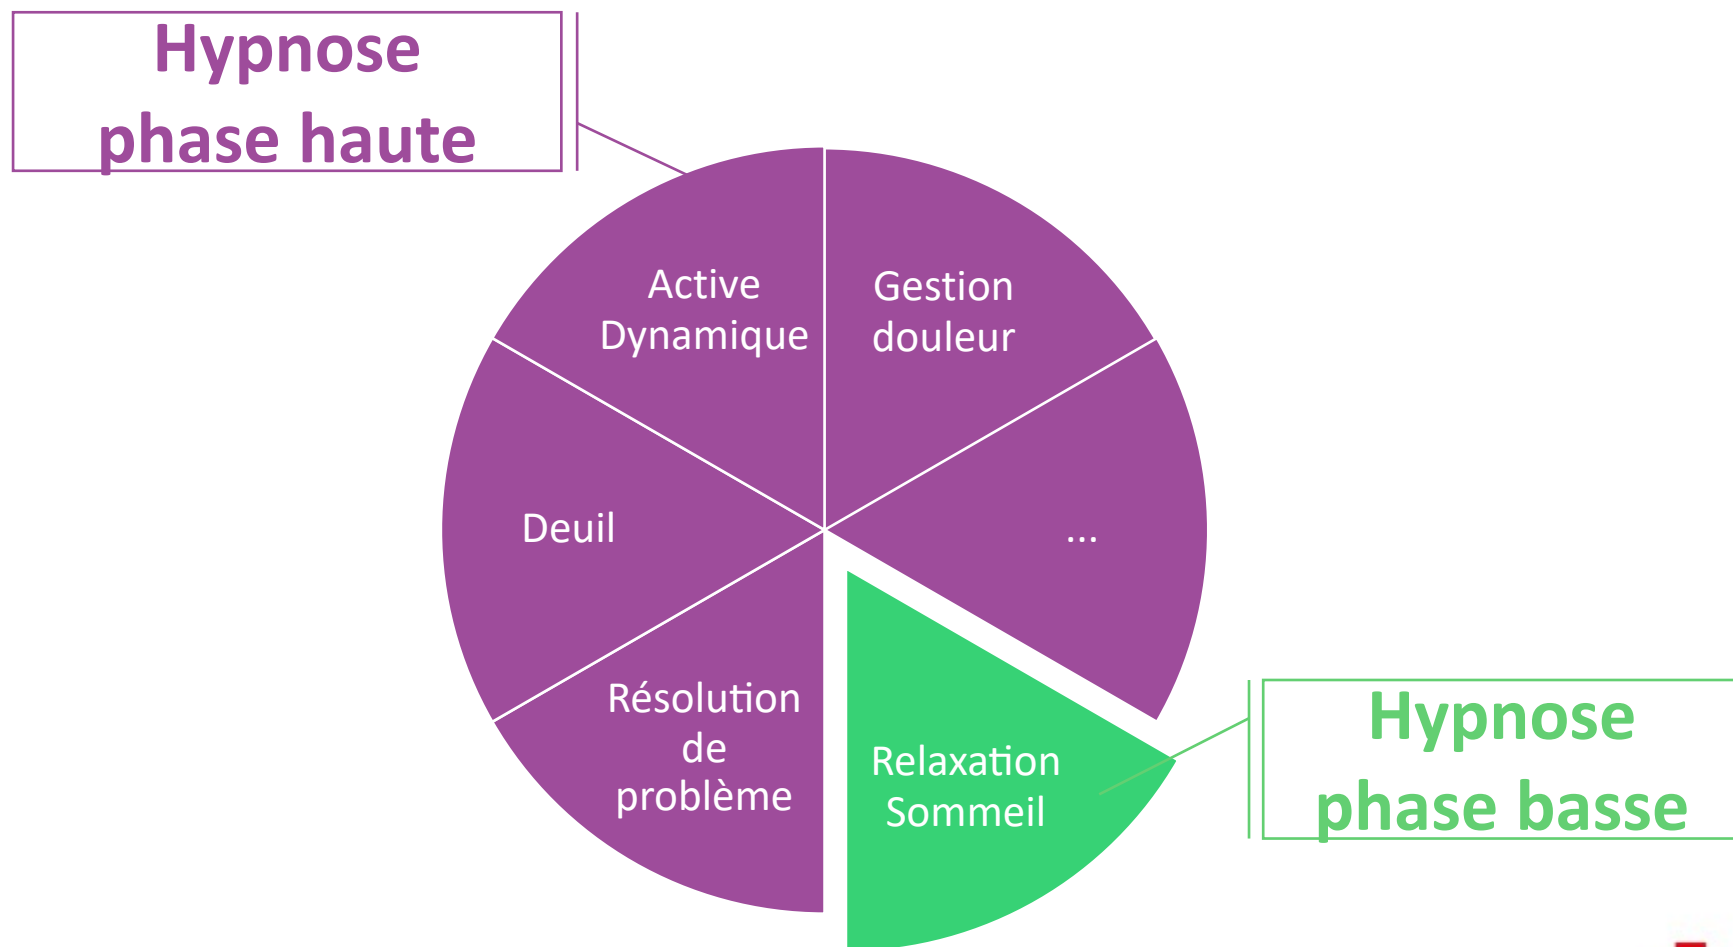 Hypnose
phase haute
Active
Dynamique
Gestion
douleur
Deuil
...
Résolution
de
problème
Relaxation
Sommeil
Hypnose
phase basse